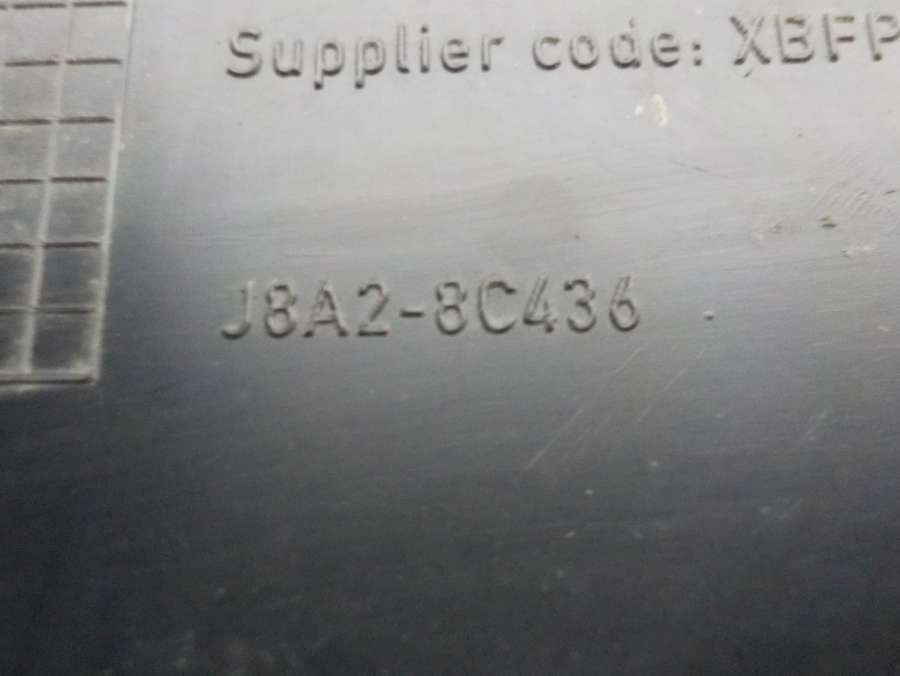 Supplier code: XBFP
J8A2-8C436